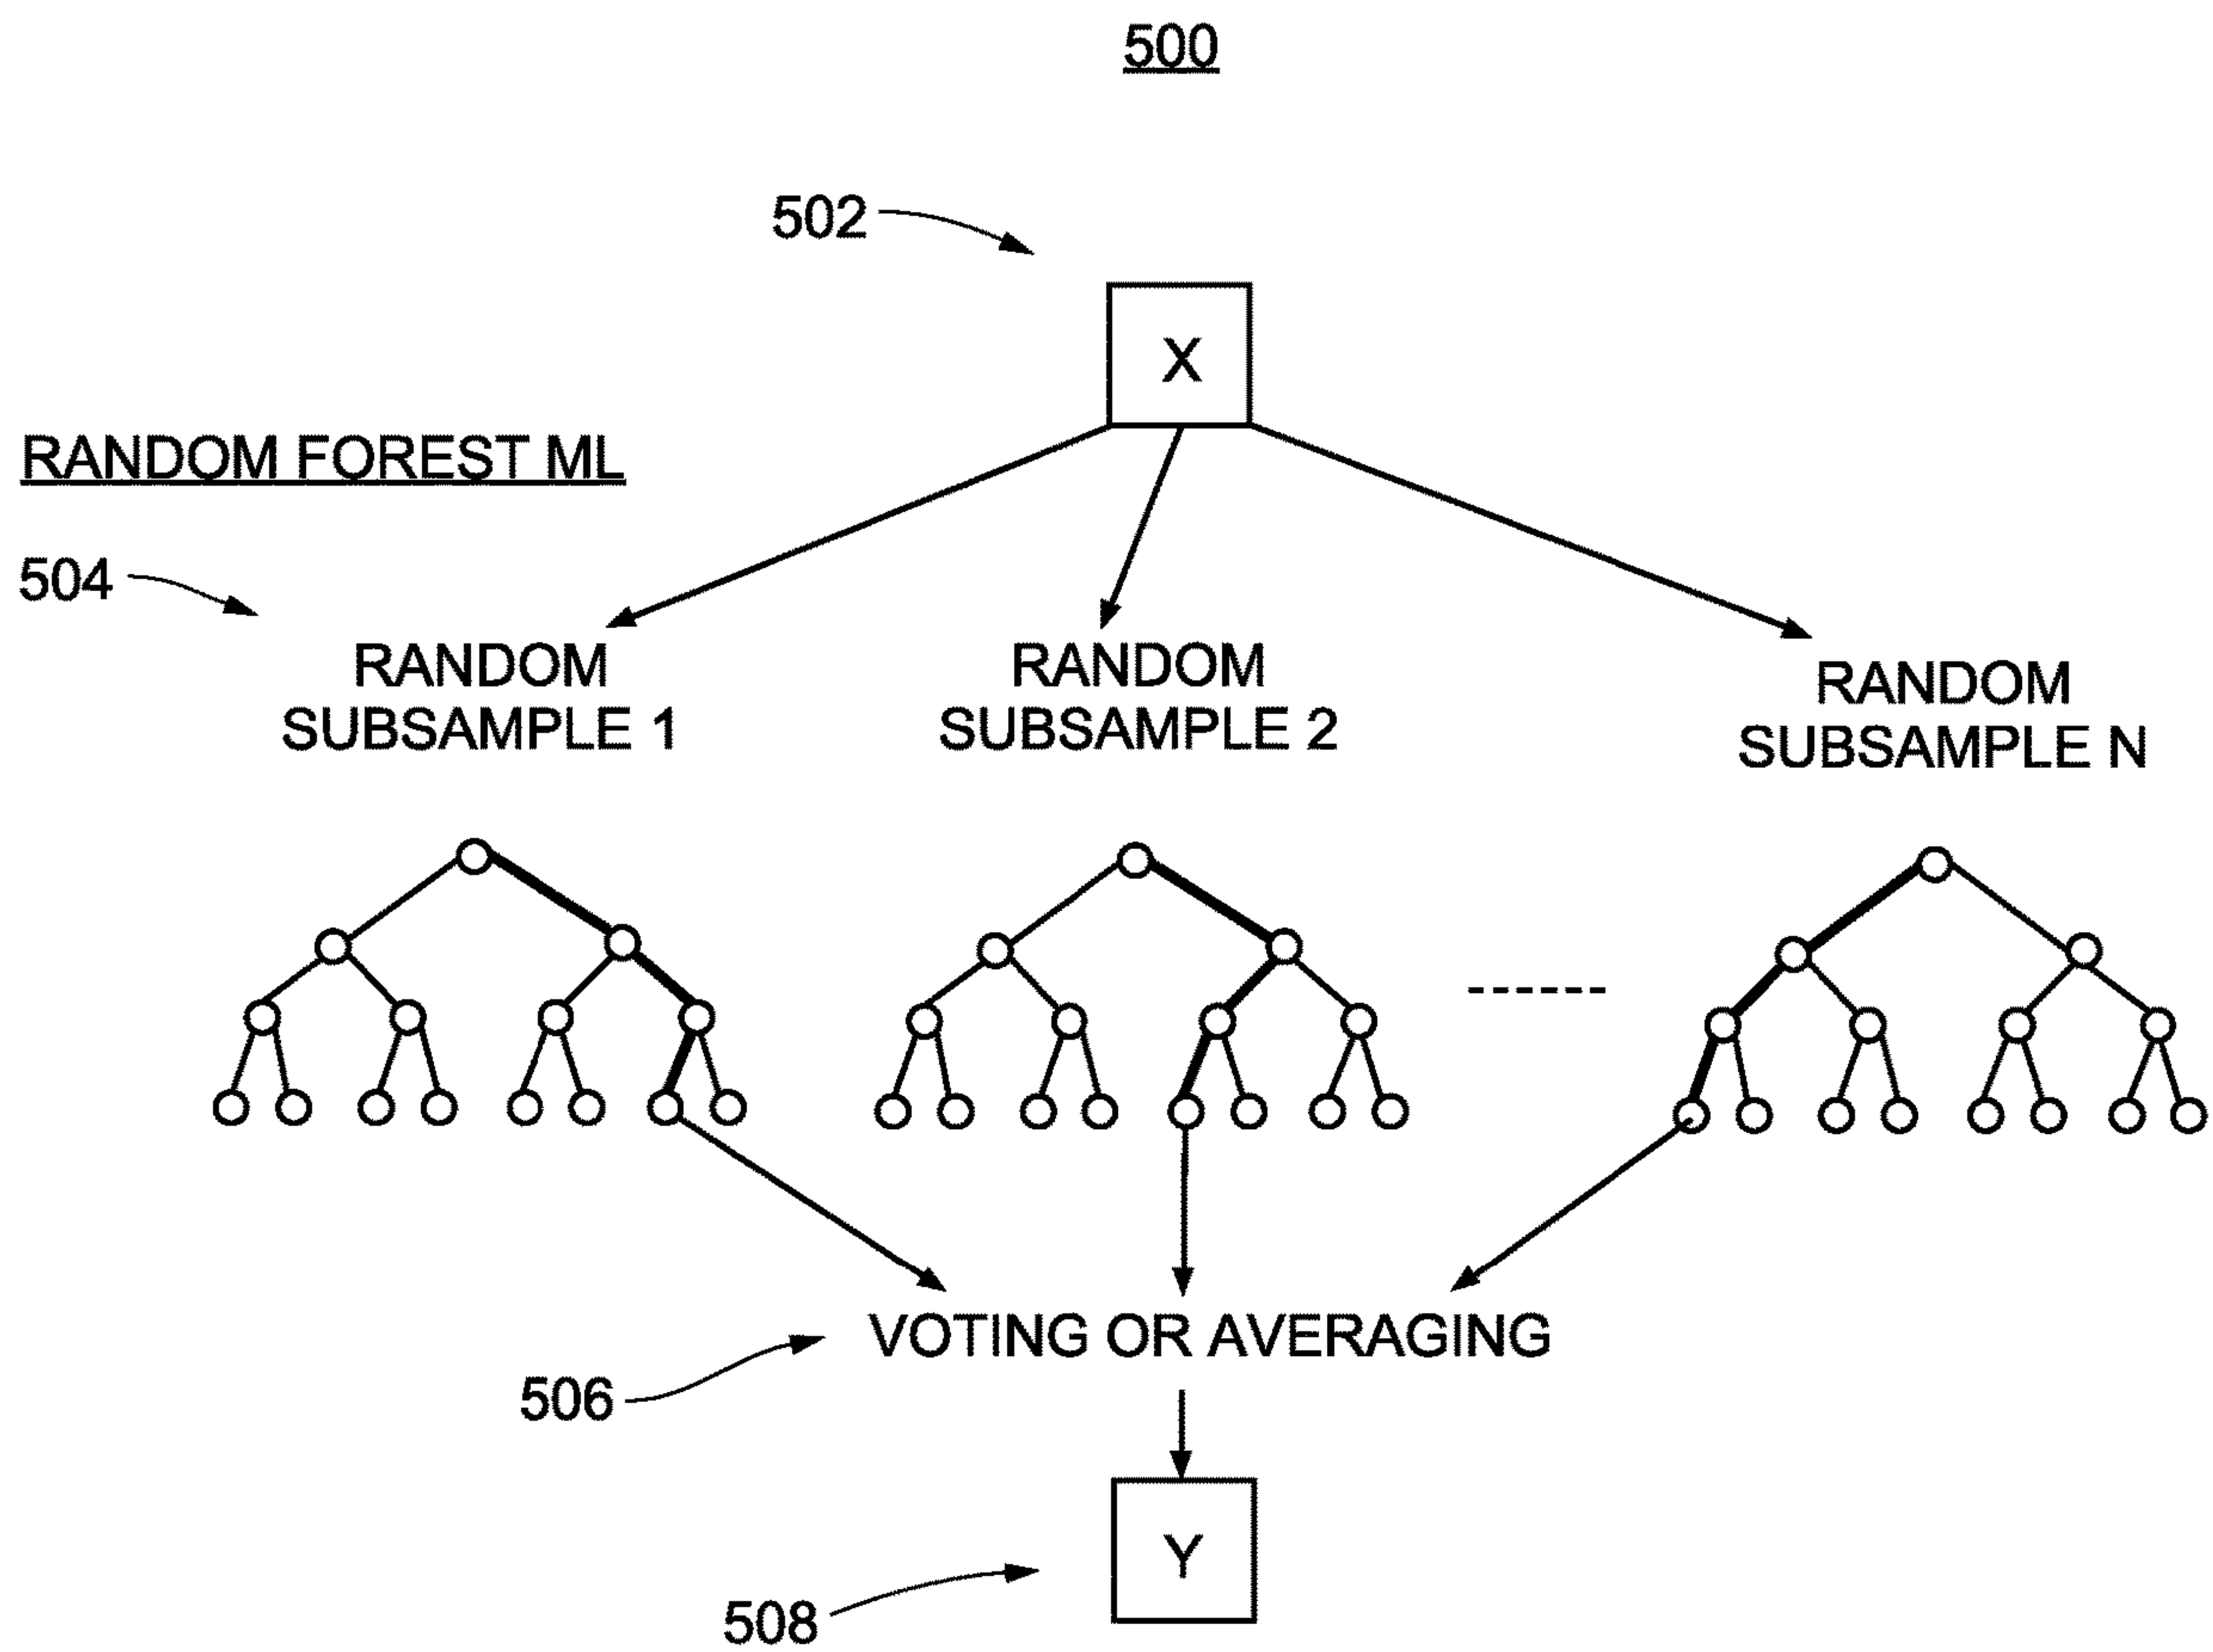 500
502
X
RANDOM FOREST ML
504
RANDOM
SUBSAMPLE 1
RANDOM
SUBSAMPLE 2
RANDOM
SUBSAMPLE N
VOTING OR AVERAGING
506
Y
508